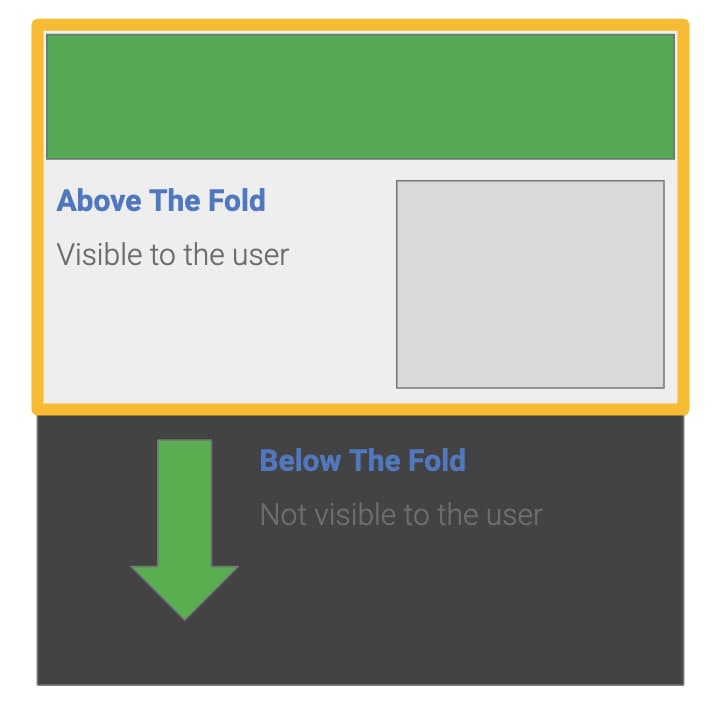 Above The Fold
Visible to the user
Below The Fold
Not visible to the user